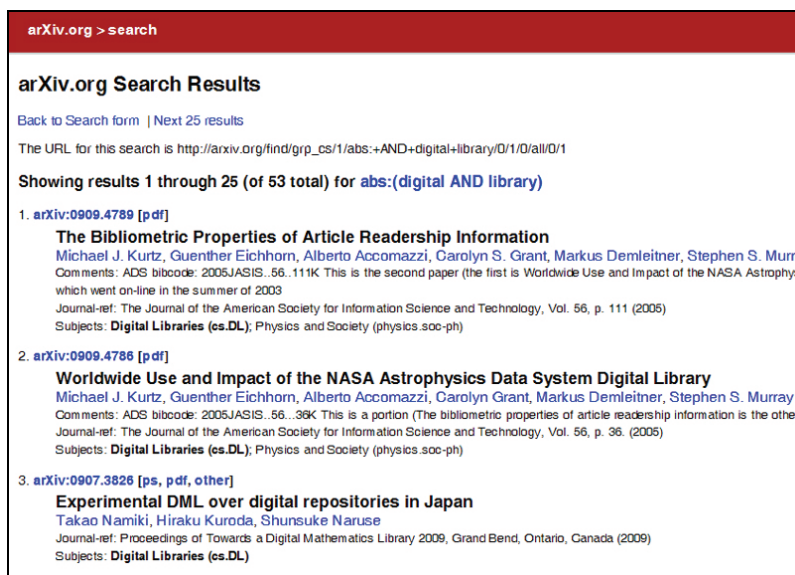 arXiv.org > search
arXiv.org Search Results
Back to Search form | Next 25 results
The URL for this search is http://arxiv.org/find/grp_cs/1/abs:+AND+digital+library/0/1/0/all/0/1
Showing results 1 through 25 (of 53 total) for abs:(digital AND library)
1. arXiv:0909.4789 [pdf]
The Bibliometric Properties of Article Readership Information
Michael J. Kurtz, Guenther Eichhorn, Alberto Accomazzi, Carolyn S. Grant, Markus Demleitner, Stephen S. Murr
Comments: ADS bibcode: 2005JASIS..56..111K This is the second paper (the first is Worldwide Use and Impact of the NASA Astrophy
which went on-line in the summer of 2003
Journal-ref: The Journal of the American Society for Information Science and Technology, Vol. 56, p. 111 (2005)
Subjects: Digital Libraries (cs.DL); Physics and Society (physics.soc-ph)
2. arXiv:0909.4786 [pdf]
Worldwide Use and Impact of the NASA Astrophysics Data System Digital Library
Michael J. Kurtz, Guenther Eichhorn, Alberto Accomazzi, Carolyn Grant, Markus Demleitner, Stephen S. Murray
Comments: ADS bibcode: 2005JASIS..56...36K This is a portion (The bibliometric properties of article readership information is the othe
Journal-ref: The Journal of the American Society for Information Science and Technology, Vol. 56, p. 36. (2005)
Subjects: Digital Libraries (cs.DL); Physics and Society (physics.soc-ph)
3. arXiv:0907.3826 [ps, pdf, other]
Experimental DML over digital repositories in Japan
Takao Namiki, Hiraku Kuroda, Shunsuke Naruse
Journal-ref: Proceedings of Towards a Digital Mathematics Library 2009, Grand Bend, Ontario, Canada (2009)
Subjects: Digital Libraries (cs.DL)